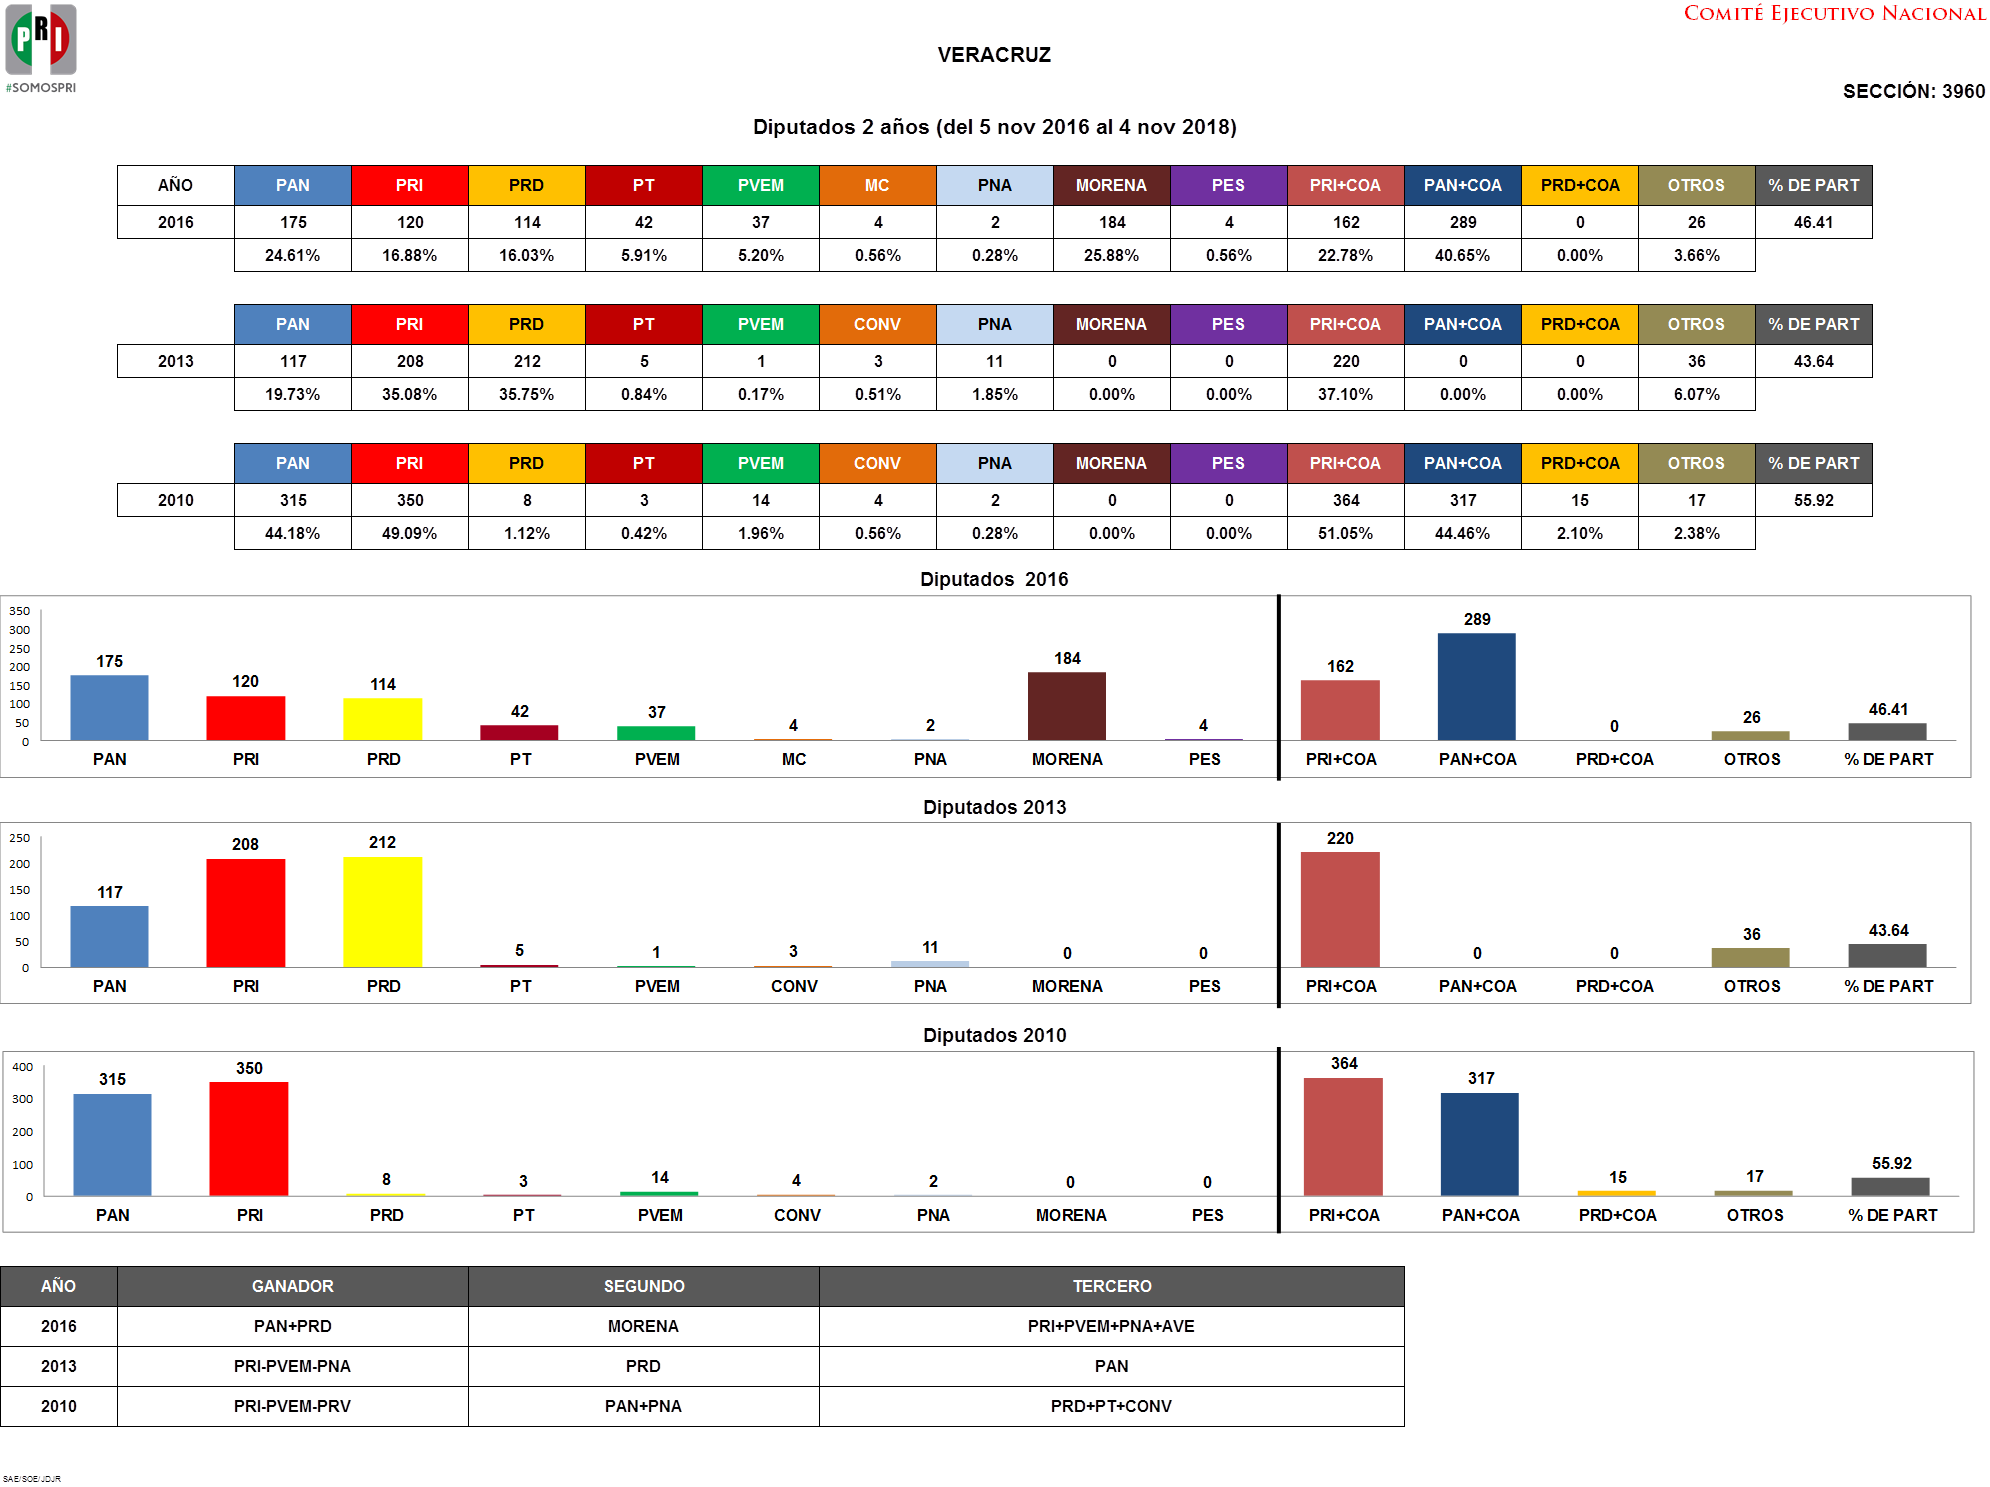 PRI
#SOMOSPRI
COMITÉ EJECUTIVO NACIONAL
VERACRUZ
SECCIÓN: 3960
Diputados 2 años (del 5 nov 2016 al 4 nov 2018)
AÑO PAN PRI PRD PT PVEM MC PNA MORENA PES PRI+COA PAN+COA PRD+COA OTROS % DE PART
2016 175 120 114 42 37 4 2 184 4 162 289 0 26 46.41
24.61% 16.88% 16.03% 5.91% 5.20% 0.56% 0.28% 25.88% 0.56% 22.78% 40.65% 0.00% 3.66%
PAN PRI PRD PT PVEM CONV PNA MORENA PES PRI+COA PAN+COA PRD+COA OTROS % DE PART
2013 117 208 212 5 1 3 11 0 0 220 0 0 36 43.64
19.73% 35.08% 35.75% 0.84% 0.17% 0.51% 1.85% 0.00% 0.00% 37.10% 0.00% 0.00% 6.07%
PAN PRI PRD PT PVEM CONV PNA MORENA PES PRI+COA PAN+COA PRD+COA OTROS % DE PART
2010 315 350 8 3 14 4 2 0 0 364 317 15 17 55.92
44.18% 49.09% 1.12% 0.42% 1.96% 0.56% 0.28% 0.00% 0.00% 51.05% 44.46% 2.10% 2.38%
Diputados 2016
350
300
250
200
150
100
50
0
175 120 114 42 37 4 2 184 4 162 289 0 26 46.41
PAN PRI PRD PT PVEM MC PNA MORENA PES PRI+COA PAN+COA PRD+COA OTROS % DE PART
Diputados 2013
250
200
150
100
50
0
117 208 212 5 1 3 11 0 0 220 0 0 36 43.64
PAN PRI PRD PT PVEM CONV PNA MORENA PES PRI+COA PAN+COA PRD+COA OTROS % DE PART
Diputados 2010
400
300
200
100
0
315 350 8 3 14 4 2 0 0 364 317 15 17 55.92
PAN PRI PRD PT PVEM CONV PNA MORENA PES PRI+COA PAN+COA PRD+COA OTROS % DE PART
AÑO GANADOR SEGUNDO TERCERO
2016 PAN+PRD MORENA PRI+PVEM+PNA+AVE
2013 PRI-PVEM-PNA PRD PAN
2010 PRI-PVEM-PRV PAN+PNA PRD+PT+CONV
SAE/SOE/JDJR